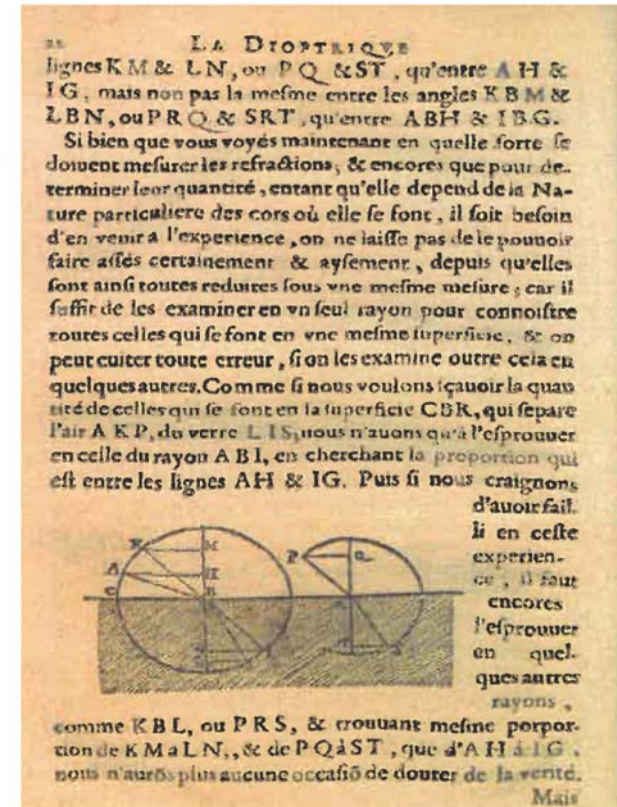 22 LA DIOPTRIQVE
lignes K M & L N, ou P Q & S T, qu'entre A H &
I G, mais non pas la meſme entre les angles K B M &
L B N, ou P R Q & S R T, qu'entre A B H & I B G.
Si bien que vous voyés maintenant en quelle ſorte ſe
doiuent meſurer les refractions, & encores que pour de-
terminer leur quantité, entant qu'elle depend de la Na-
ture particuliere des cors où elle ſe font, il ſoit beſoin
d'en venir a l'experience, on ne laiſſe pas de le pouuoir
faire aſſés certainement & ayſement, depuis qu'elles
ſont ainſi toutes reduites ſous vne meſme meſure; car il
ſuffit de les examiner en vn ſeul rayon pour connoiſtre
toutes celles qui ſe font en vne meſme ſuperficie, & on
peut euiter toute erreur, ſi on les examine outre cela en
quelques autres. Comme ſi nous voulons ſçauoir la quan
tité de celles qui ſe font en la ſuperficie C B R, qui ſepare
l'air A K P, du verre L I S, nous n'auons qu'à l'eſprouuer
en celle du rayon A B I, en cherchant la proportion qui
eſt entre les lignes A H & I G. Puis ſi nous craignons
d'auoir fail.
li en ceſte
experien-
ce, il faut
encores
l'eſprouuer
en quel-
ques autres
rayons,
K M
A H
C B
P Q
comme K B L, ou P R S, & trouuant meſme porpor-
tion de K M a L N,, & de P Q à S T, que d'A H à I G,
nous n'aurõs plus aucune occaſiõ de douter de la verité.
Mais